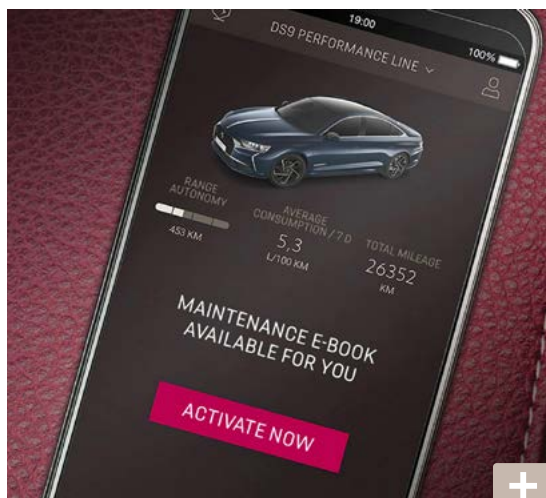 19:00
100%
DS9 PERFORMANCE LINE
RANGE
AUTONOMY
453 KM
AVERAGE
CONSUMPTION / 7 D
5,3
L/100 KM
TOTAL MILEAGE
26352
KM
MAINTENANCE E-BOOK
AVAILABLE FOR YOU
ACTIVATE NOW